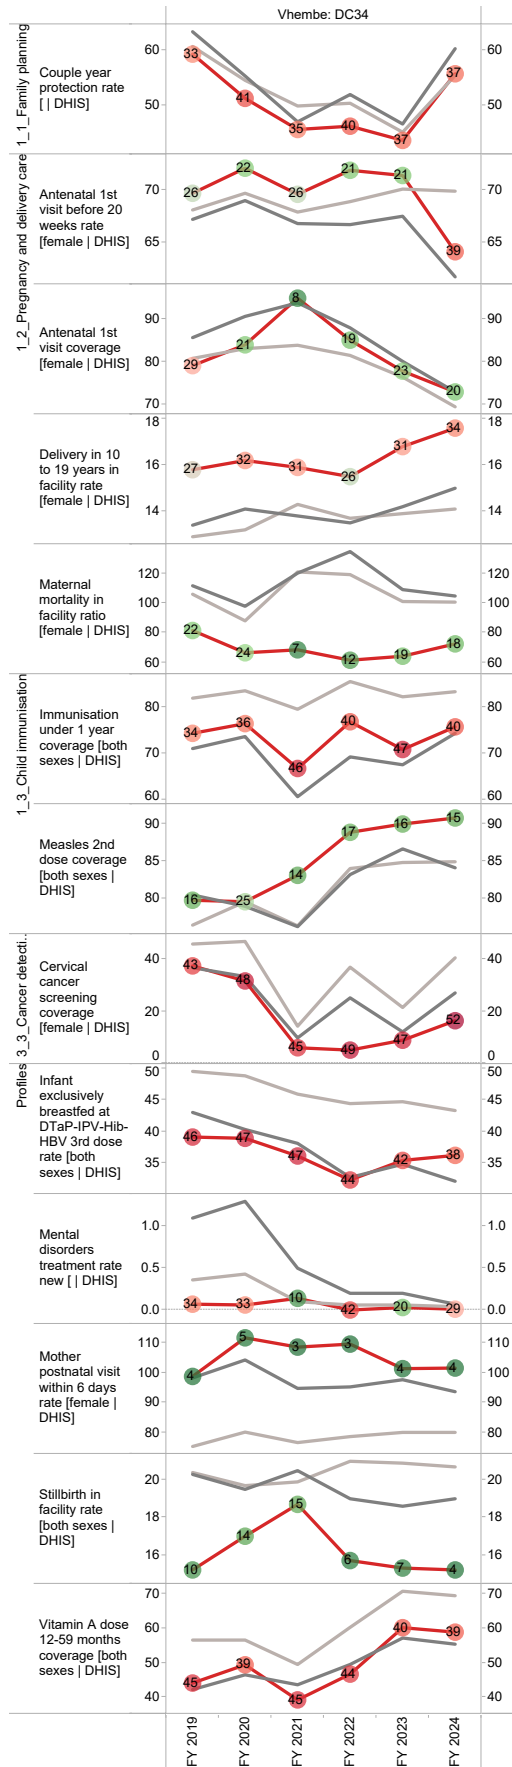 Vhembe: DC34
1_1_Family planning
Couple year
protection rate
[ | DHIS]
60
50
33
41
35
40
37
37
60
50
1_2_Pregnancy and delivery care
Antenatal 1st
visit before 20
weeks rate
[female | DHIS]
70
65
26
22
26
21
21
39
70
65
Antenatal 1st
visit coverage
[female | DHIS]
90
80
70
29
21
8
19
23
20
90
80
70
Delivery in 10
to 19 years in
facility rate
[female | DHIS]
18
16
14
27
32
31
26
31
34
18
16
14
Maternal
mortality in
facility ratio
[female | DHIS]
120
100
80
60
22
24
7
12
19
18
120
100
80
60
1_3_Child immunisation
Immunisation
under 1 year
coverage [both
sexes | DHIS]
80
70
60
34
36
46
40
47
40
80
70
60
Measles 2nd
dose coverage
[both sexes |
DHIS]
90
85
80
16
25
14
17
16
15
90
85
80
3_3_Cancer detecti..
Cervical
cancer
screening
coverage
[female | DHIS]
40
20
0
43
48
45
49
47
52
40
20
0
Profiles
Infant
exclusively
breastfed at
DTaP-IPV-Hib-
HBV 3rd dose
rate [both
sexes | DHIS]
50
45
40
35
46
47
47
44
42
38
50
45
40
35
Mental
disorders
treatment rate
new [ | DHIS]
1.0
0.5
0.0
34
33
10
42
20
29
1.0
0.5
0.0
Mother
postnatal visit
within 6 days
rate [female |
DHIS]
110
100
90
80
4
5
3
3
4
4
110
100
90
80
Stillbirth in
facility rate
[both sexes |
DHIS]
20
18
16
10
14
15
6
7
4
20
18
16
Vitamin A dose
12-59 months
coverage [both
sexes | DHIS]
70
60
50
40
45
39
45
44
40
39
70
60
50
40
FY 2019
FY 2020
FY 2021
FY 2022
FY 2023
FY 2024